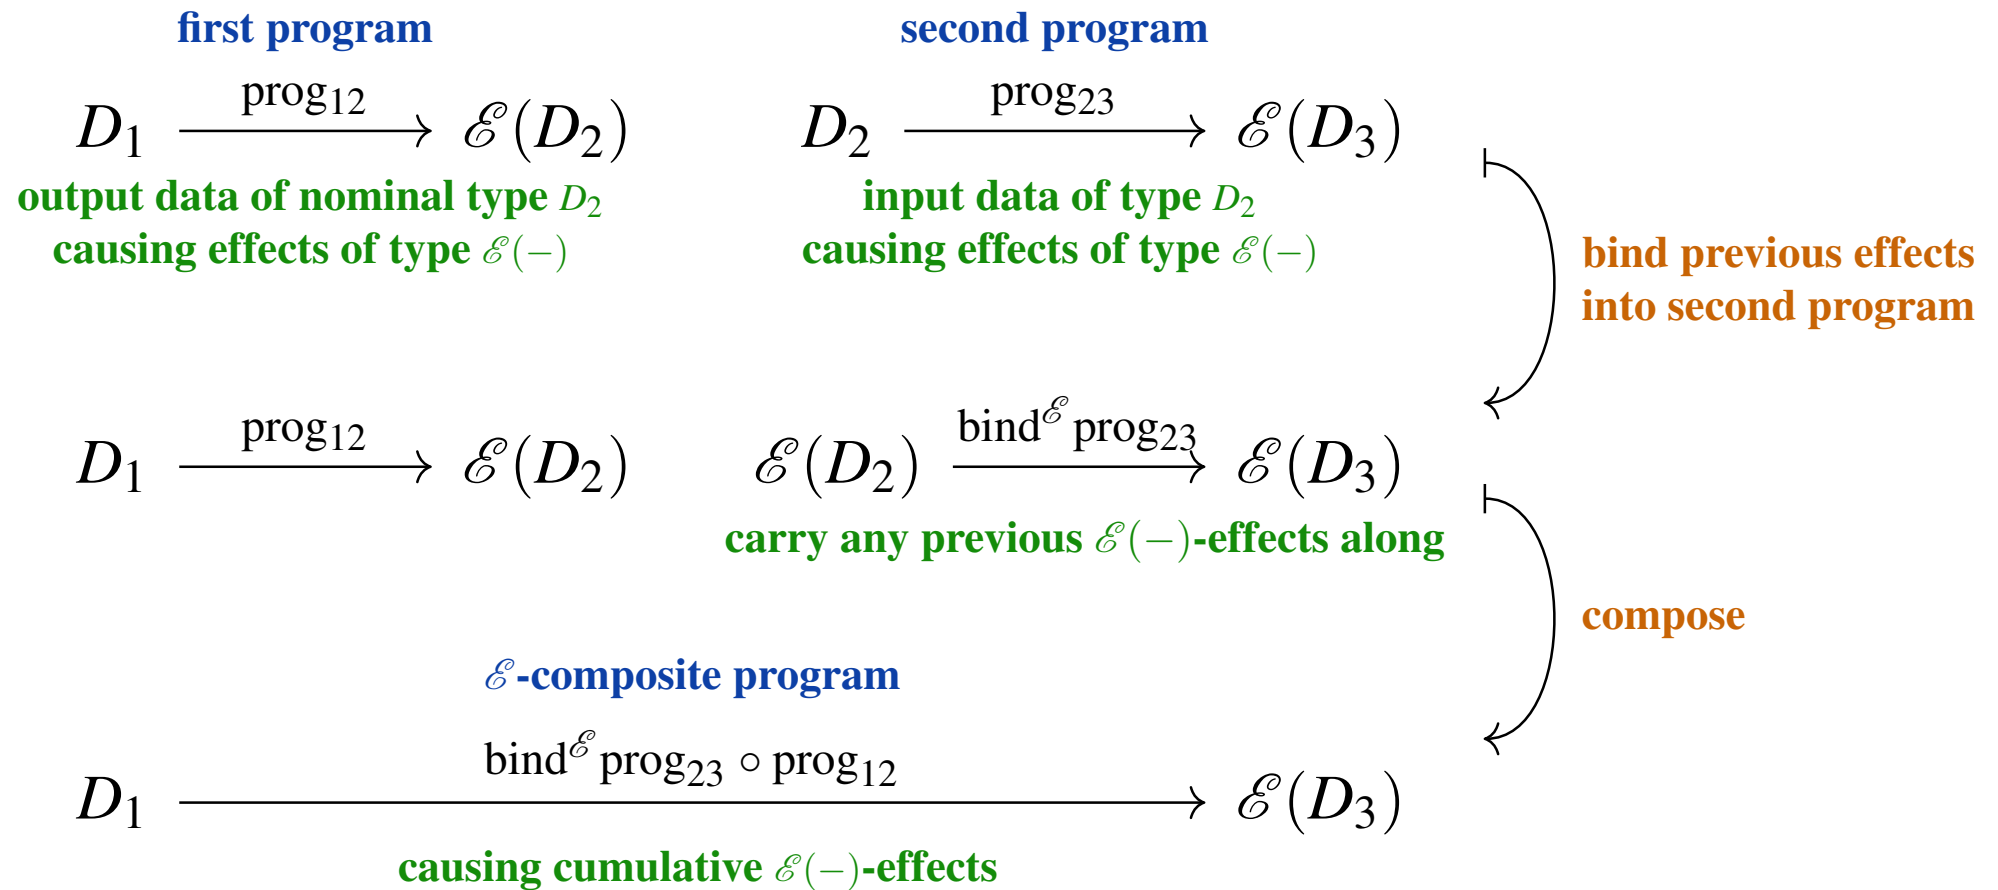 first program
second program
D₁ prog₁₂ ℰ(D₂) D₂ prog₂₃ ℰ(D₃)
output data of nominal type D₂
causing effects of type ℰ(−)
input data of type D₂
causing effects of type ℰ(−)
bind previous effects
into second program
D₁ prog₁₂ ℰ(D₂) ℰ(D₂) bind^ℰ prog₂₃ ℰ(D₃)
carry any previous ℰ(−)-effects along
compose
ℰ-composite program
D₁ bind^ℰ prog₂₃ ∘ prog₁₂ ℰ(D₃)
causing cumulative ℰ(−)-effects